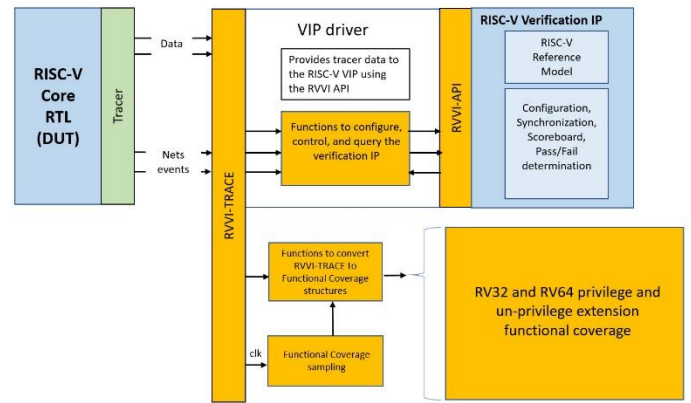 RISC-V
Core
RTL
(DUT)
Tracer
Data
Nets
events
RVVI-TRACE
VIP driver
Provides tracer data to
the RISC-V VIP using
the RVVI API
Functions to configure,
control, and query the
verification IP
RVVI-API
RISC-V Verification IP
RISC-V
Reference
Model
Configuration,
Synchronization,
Scoreboard,
Pass/Fail
determination
Functions to convert
RVVI-TRACE to
Functional Coverage
structures
clk
Functional Coverage
sampling
RV32 and RV64 privilege and
un-privilege extension
functional coverage